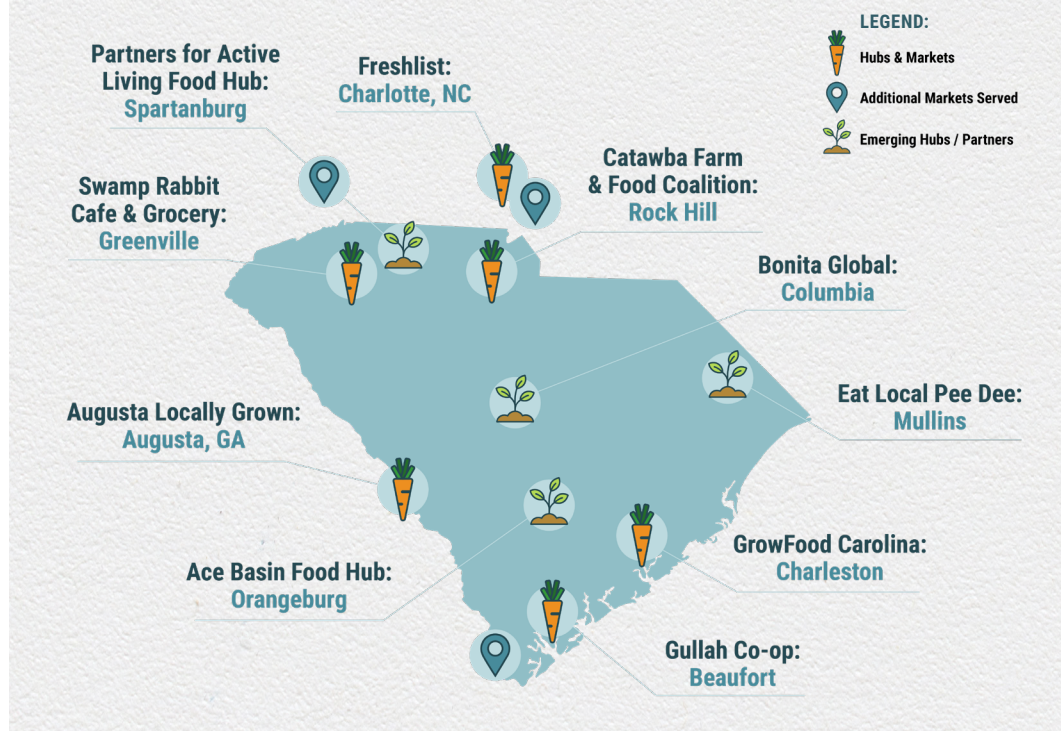 LEGEND:
Hubs & Markets
Additional Markets Served
Emerging Hubs / Partners
Partners for Active
Living Food Hub:
Spartanburg
Freshlist:
Charlotte, NC
Swamp Rabbit
Cafe & Grocery:
Greenville
Catawba Farm
& Food Coalition:
Rock Hill
Bonita Global:
Columbia
Eat Local Pee Dee:
Mullins
Augusta Locally Grown:
Augusta, GA
GrowFood Carolina:
Charleston
Ace Basin Food Hub:
Orangeburg
Gullah Co-op:
Beaufort